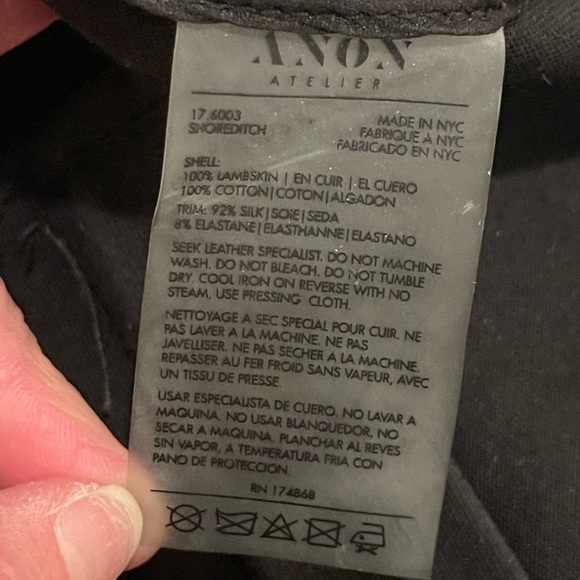 ANON
ATELIER
17 6003
SHOREDITCH
MADE IN NYC
FABRIQUE À NYC
FABRICADO EN NYC
SHELL:
100% LAMBSKIN | EN CUIR | EL CUERO
100% COTTON|COTON|ALGADON
TRIM: 92% SILK|SOIE|SEDA
8% ELASTANE|ELASTHANNE|ELASTANO
SEEK LEATHER SPECIALIST. DO NOT MACHINE
WASH. DO NOT BLEACH. DO NOT TUMBLE
DRY. COOL IRON ON REVERSE WITH NO
STEAM, USE PRESSING CLOTH.
NETTOYAGE A SEC SPECIAL POUR CUIR. NE
PAS LAVER A LA MACHINE. NE PAS
JAVELLISER. NE PAS SECHER A LA MACHINE.
REPASSER AU FER FROID SANS VAPEUR, AVEC
UN TISSU DE PRESSE.
USAR ESPECIALISTA DE CUERO. NO LAVAR A
MAQUINA. NO USAR BLANQUEDOR. NO
SECAR A MAQUINA. PLANCHAR AL REVES
SIN VAPOR, A TEMPERATURA FRIA CON
PANO DE PROTECCION.
RN 174868